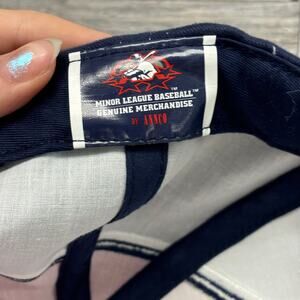 MINOR LEAGUE BASEBALL™
GENUINE MERCHANDISE
BY ANNCO